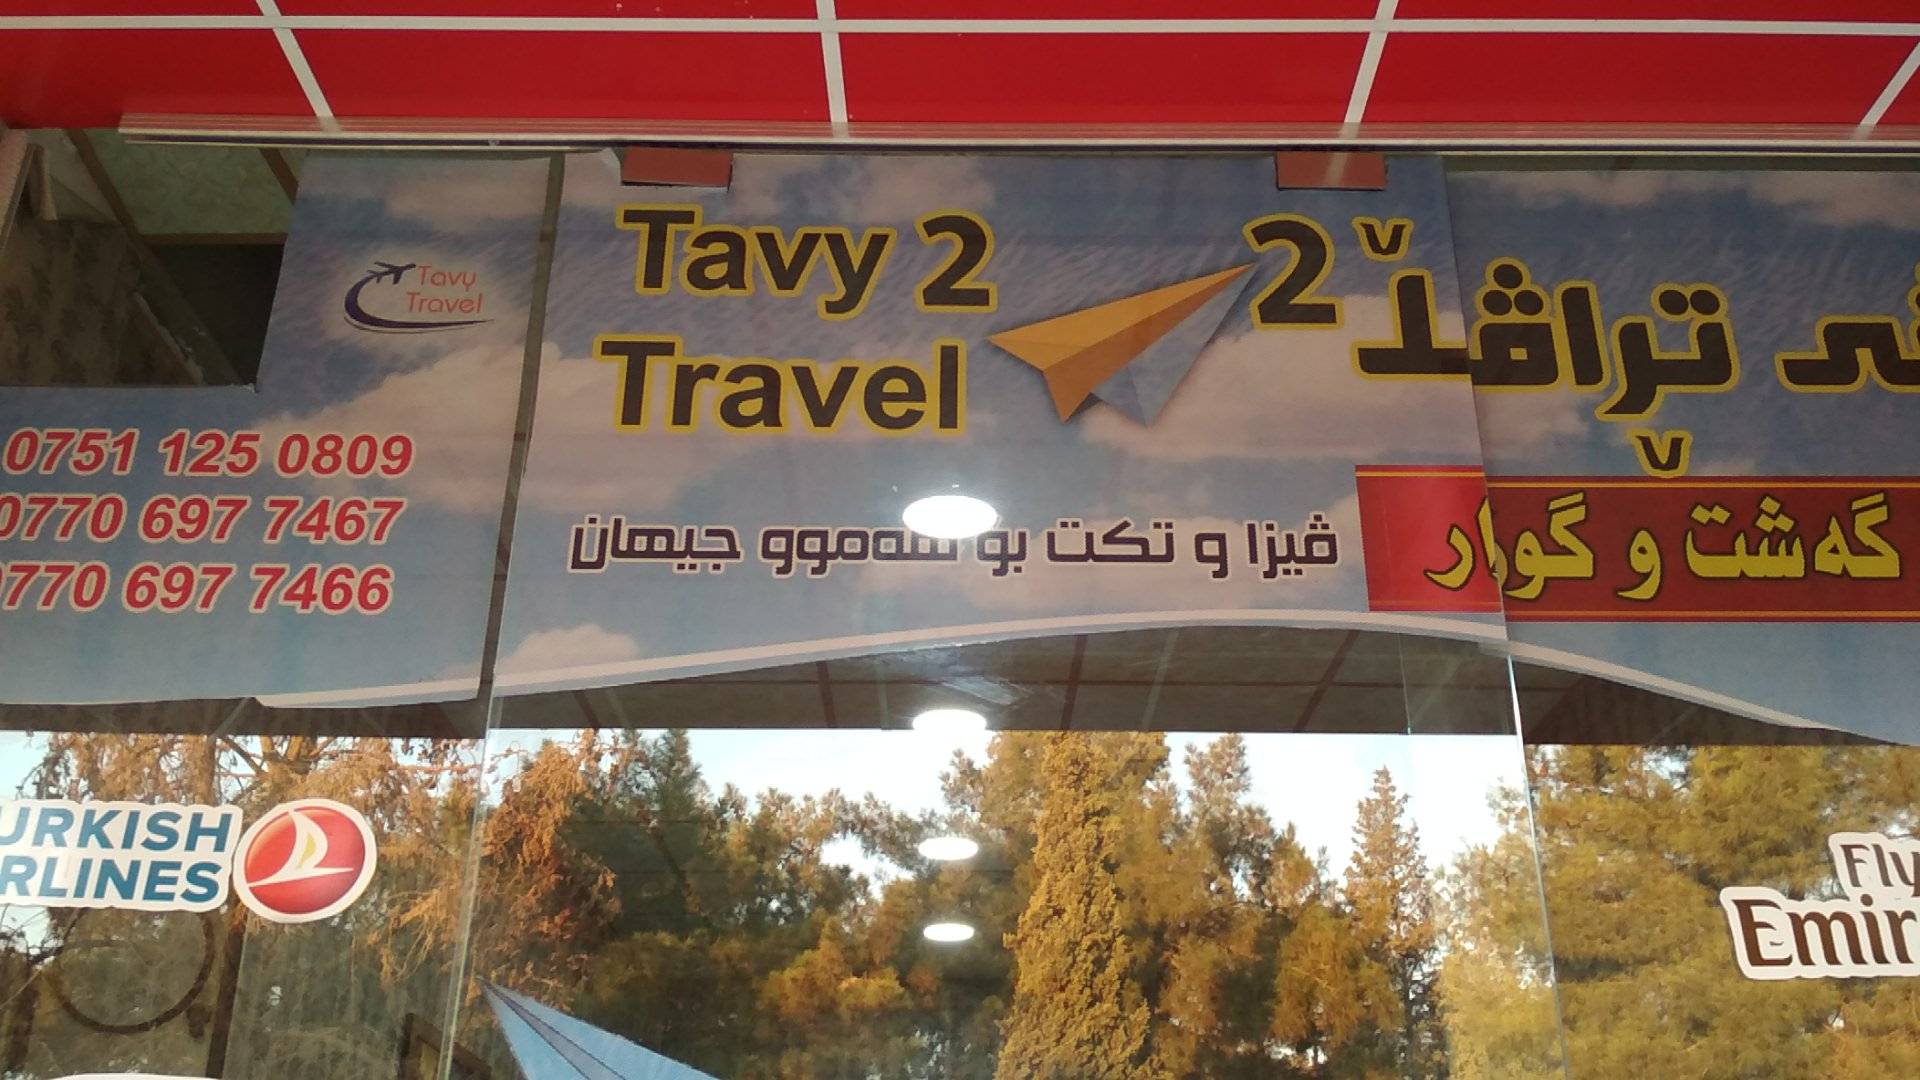 Tavy
Travel
0751 125 0809
0770 697 7467
0770 697 7466
Tavy 2
Travel
تراڤڵ 2
ڤیزا و تکت بۆ هەموو جیهان
گەشت و گوزار
TURKISH
AIRLINES
Fly